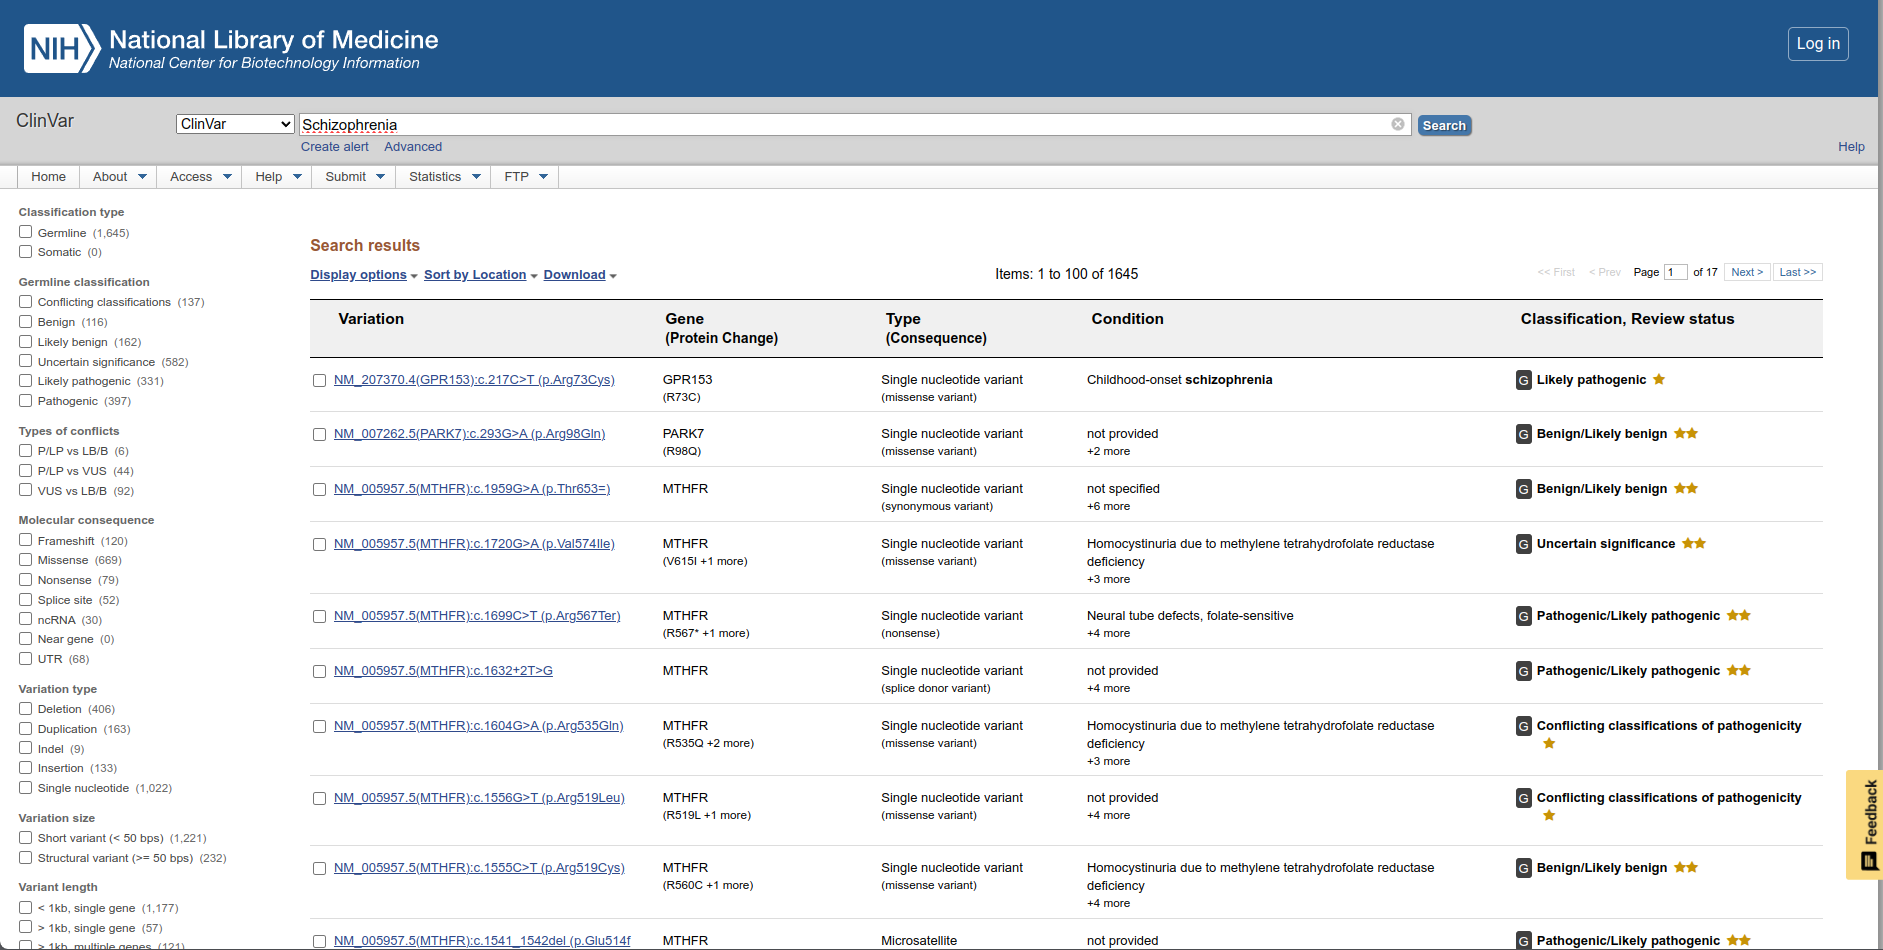 NIH National Library of Medicine
National Center for Biotechnology Information
Log in
ClinVar
ClinVar
Schizophrenia
Search
Create alert Advanced
Help
Home About Access Help Submit Statistics FTP
Classification type
Germline (1,645)
Somatic (0)
Germline classification
Conflicting classifications (137)
Benign (116)
Likely benign (162)
Uncertain significance (582)
Likely pathogenic (331)
Pathogenic (397)
Types of conflicts
P/LP vs LB/B (6)
P/LP vs VUS (44)
VUS vs LB/B (92)
Molecular consequence
Frameshift (120)
Missense (669)
Nonsense (79)
Splice site (52)
ncRNA (30)
Near gene (0)
UTR (68)
Variation type
Deletion (406)
Duplication (163)
Indel (9)
Insertion (133)
Single nucleotide (1,022)
Variation size
Short variant (< 50 bps) (1,221)
Structural variant (>= 50 bps) (232)
Variant length
< 1kb, single gene (1,177)
> 1kb, single gene (57)
> 1kb, multiple genes (121)
Search results
Display options Sort by Location Download
Items: 1 to 100 of 1645
<< First < Prev Page 1 of 17 Next > Last >>
Variation Gene Type Condition Classification, Review status
(Protein Change) (Consequence)
NM_207370.4(GPR153):c.217C>T (p.Arg73Cys) GPR153 Single nucleotide variant Childhood-onset schizophrenia G Likely pathogenic
(R73C) (missense variant)
NM_007262.5(PARK7):c.293G>A (p.Arg98Gln) PARK7 Single nucleotide variant not provided G Benign/Likely benign
(R98Q) (missense variant) +2 more
NM_005957.5(MTHFR):c.1959G>A (p.Thr653=) MTHFR Single nucleotide variant not specified G Benign/Likely benign
(synonymous variant) +6 more
NM_005957.5(MTHFR):c.1720G>A (p.Val574Ile) MTHFR Single nucleotide variant Homocystinuria due to methylene tetrahydrofolate reductase G Uncertain significance
(V615I +1 more) (missense variant) deficiency
+3 more
NM_005957.5(MTHFR):c.1699C>T (p.Arg567Ter) MTHFR Single nucleotide variant Neural tube defects, folate-sensitive G Pathogenic/Likely pathogenic
(R567* +1 more) (nonsense) +4 more
NM_005957.5(MTHFR):c.1632+2T>G MTHFR Single nucleotide variant not provided G Pathogenic/Likely pathogenic
(splice donor variant) +4 more
NM_005957.5(MTHFR):c.1604G>A (p.Arg535Gln) MTHFR Single nucleotide variant Homocystinuria due to methylene tetrahydrofolate reductase G Conflicting classifications of pathogenicity
(R535Q +2 more) (missense variant) deficiency
+3 more
NM_005957.5(MTHFR):c.1556G>T (p.Arg519Leu) MTHFR Single nucleotide variant not provided G Conflicting classifications of pathogenicity
(R519L +1 more) (missense variant) +4 more
NM_005957.5(MTHFR):c.1555C>T (p.Arg519Cys) MTHFR Single nucleotide variant Homocystinuria due to methylene tetrahydrofolate reductase G Benign/Likely benign
(R560C +1 more) (missense variant) deficiency
+4 more
NM_005957.5(MTHFR):c.1541_1542del (p.Glu514f MTHFR Microsatellite not provided G Pathogenic/Likely pathogenic
Feedback